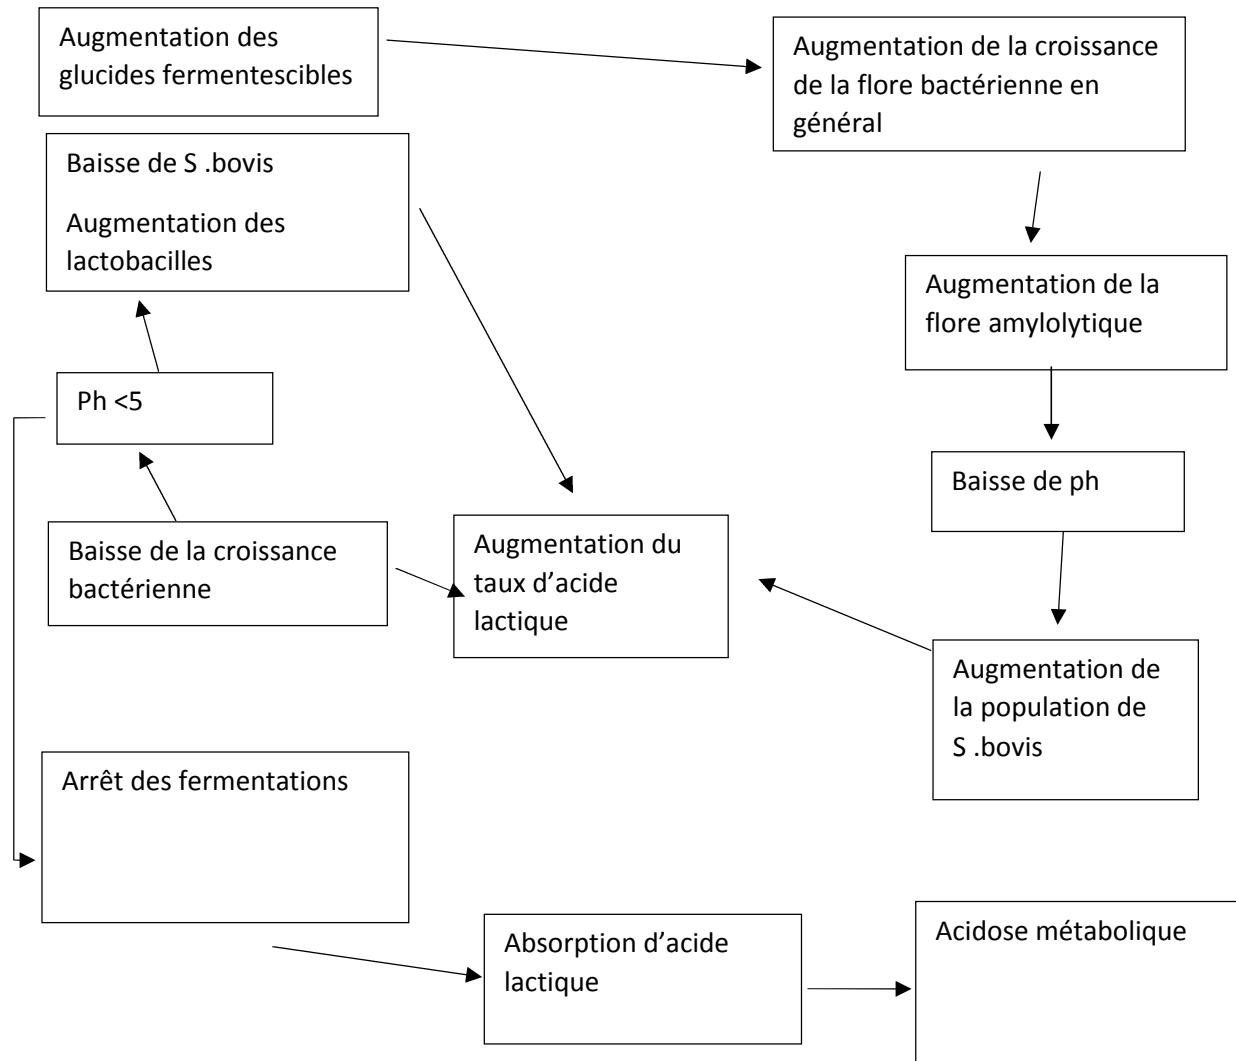 Augmentation des
glucides fermentescibles
Augmentation de la croissance
de la flore bactérienne en
général
Baisse de S .bovis
Augmentation des
lactobacilles
Augmentation de la
flore amylolytique
Ph <5
Baisse de ph
Baisse de la croissance
bactérienne
Augmentation du
taux d’acide
lactique
Augmentation de
la population de
S .bovis
Arrêt des fermentations
Absorption d’acide
lactique
Acidose métabolique